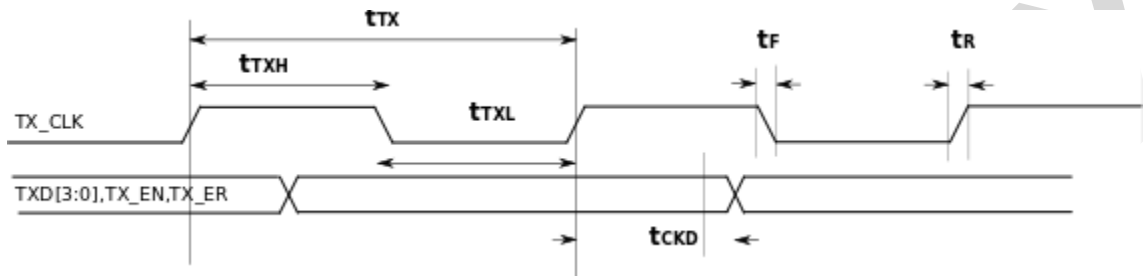 tTX
tF
tR
tTXH
tTXL
TX_CLK
TXD[3:0],TX_EN,TX_ER
tCKD